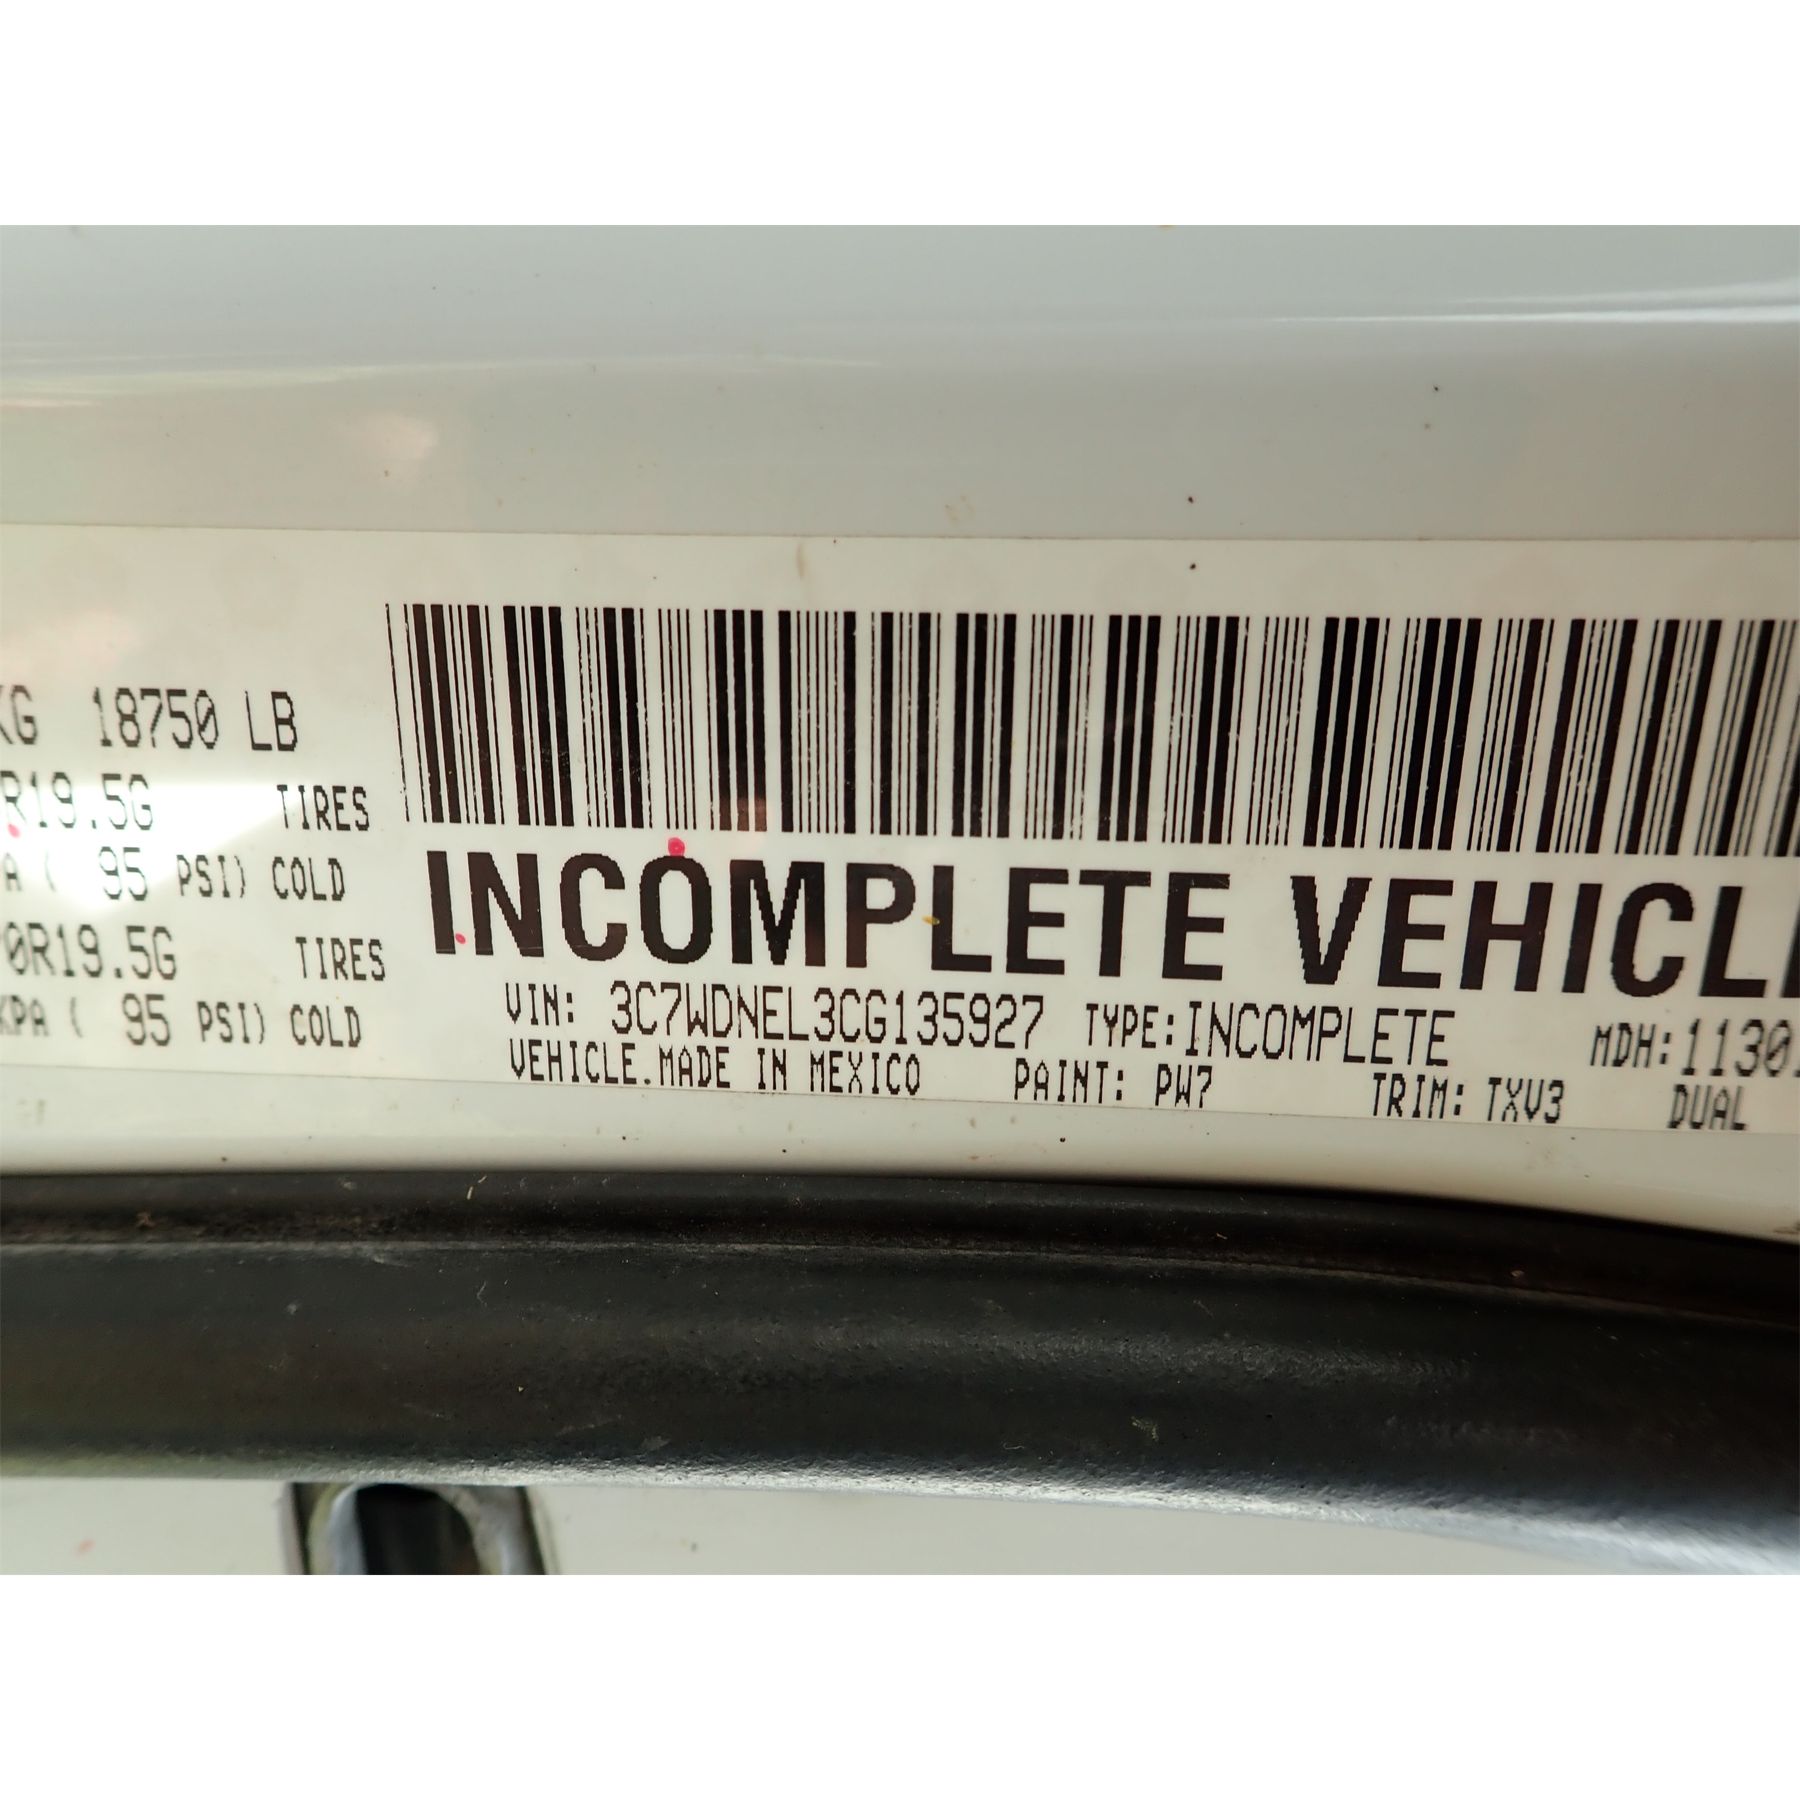 KG 18750 LB
R19.5G TIRES
95 PSI) COLD
0R19.5G TIRES
KPA ( 95 PSI) COLD
INCOMPLETE VEHICL
VIN: 3C7WDNEL3CG135927 TYPE:INCOMPLETE MDH:1130
VEHICLE MADE IN MEXICO PAINT: PW7 TRIM: TXV3 DUAL